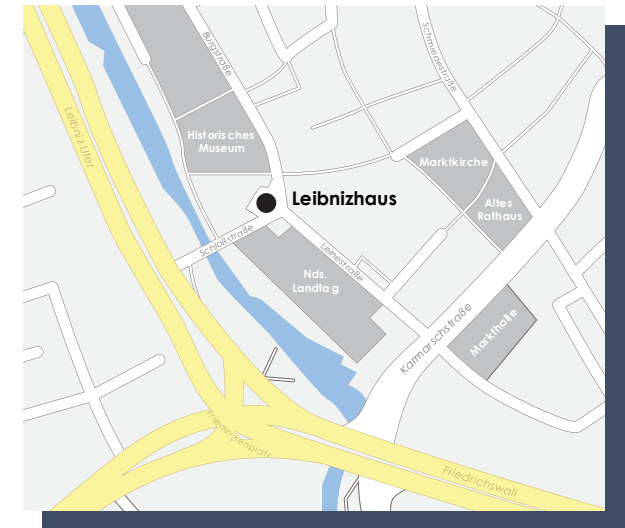 Burgstraße
Schmiedestraße
Leibniz Ufer
Historisches
Museum
Marktkirche
Leibnizhaus
Altes
Rathaus
Schloßstraße
Leinestraße
Nds.
Landtag
Karmarschstraße
Markthalle
Friederikenplatz
Friedrichswall